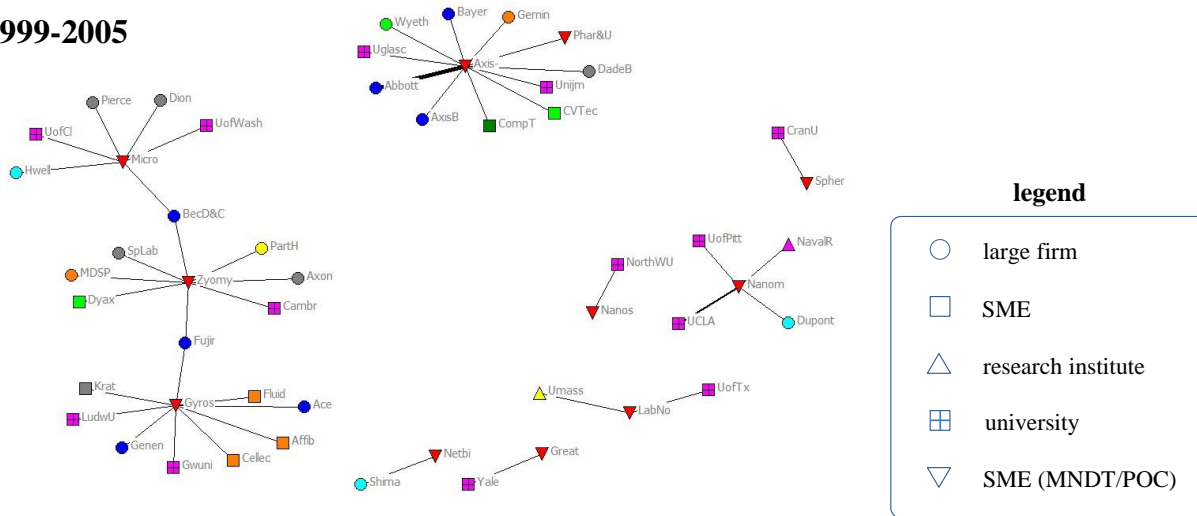 999-2005
Wyeth
Bayer
Gemin
Phar&U
Uglasc
Axis-
DadeB
Abbott
Unijm
AxisB
CompT
CVTec
Pierce
Dion
UofCl
UofWash
Micro
Hwell
BecD&C
CranU
Spher
SpLab
PartH
MDSP
Zyomy
Axon
Dyax
Cambr
Fujir
UofPitt
NavalR
NorthWU
Nanom
Nanos
UCLA
Dupont
Krat
Fluid
Gyros
Ace
LudwU
Genen
Affib
Gwuni
Cellec
Umass
UofTx
LabNo
Netbi
Great
Shima
Yale
legend
large firm
SME
research institute
university
SME (MNDT/POC)